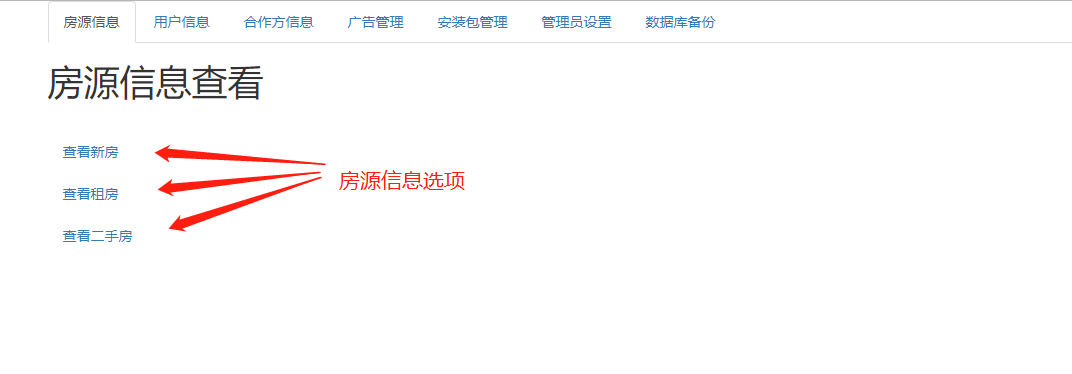 房源信息 用户信息 合作方信息 广告管理 安装包管理 管理员设置 数据库备份
房源信息查看
查看新房
房源信息选项
查看租房
查看二手房